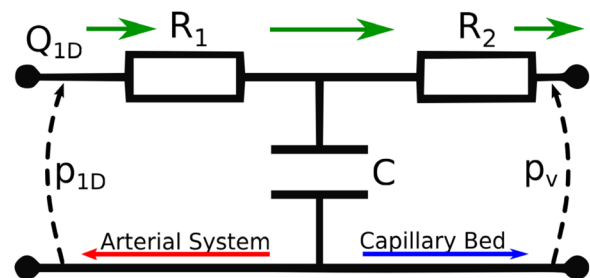 Q1D
R1
R2
p1D
C
pv
Arterial System
Capillary Bed